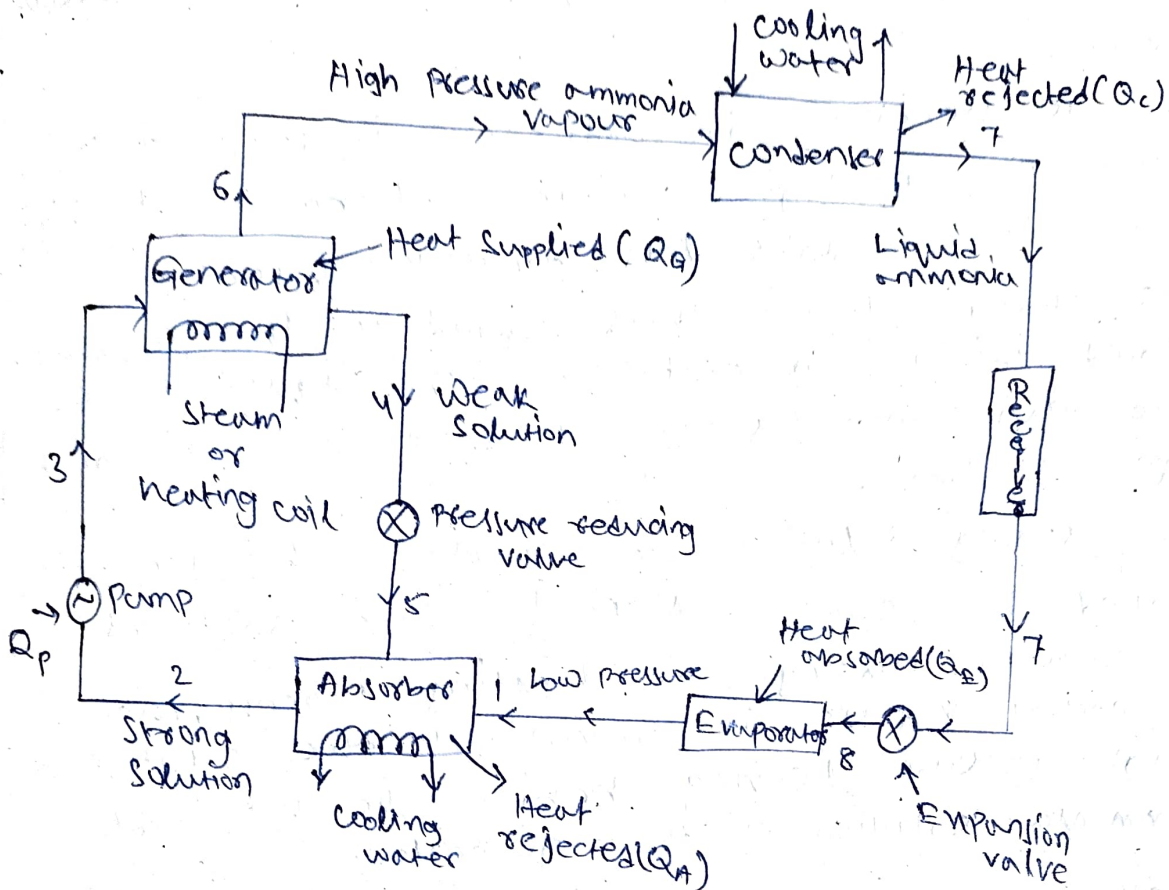 cooling
water
Heat
rejected(Qc)
High pressure ammonia
vapour
condenser
7
6
Generator
Heat Supplied (QG)
Liquid
ammonia
Steam
or
heating coil
4
Weak
Solution
Receiver
3
Pressure reducing
valve
Pump
Qp
5
Heat
absorbed(QE)
7
2
Strong
Solution
Absorber
1
Low pressure
Evaporator
8
Cooling
water
Heat
rejected(QA)
Expansion
valve